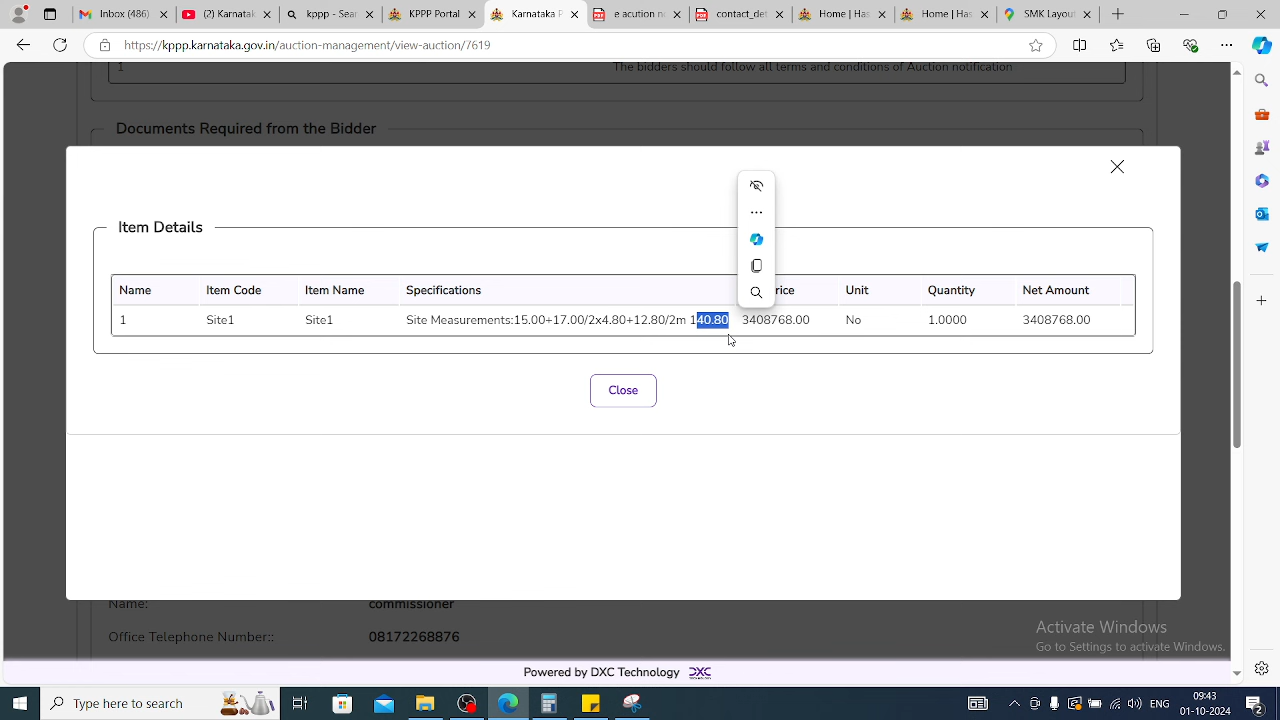 Inbox (486)
(2) Karnatak
kppp - Sea
KPPP Portal
Karnataka P
e acution no
contact_det
Home | Has
Home | Has
SMK Layout
https://kppp.karnataka.gov.in/auction-management/view-auction/7619
1 The bidders should follow all terms and conditions of Auction notification
Documents Required from the Bidder
Item Details
Name Item Code Item Name Specifications rice Unit Quantity Net Amount
1 Site1 Site1 Site Measurements:15.00+17.00/2x4.80+12.80/2m 140.80 3408768.00 No 1.0000 3408768.00
Close
Name: commissioner
Office Telephone Number:: 08172268876
Activate Windows
Go to Settings to activate Windows.
Powered by DXC Technology DXC
Type here to search
ENG
09:43
01-10-2024
2